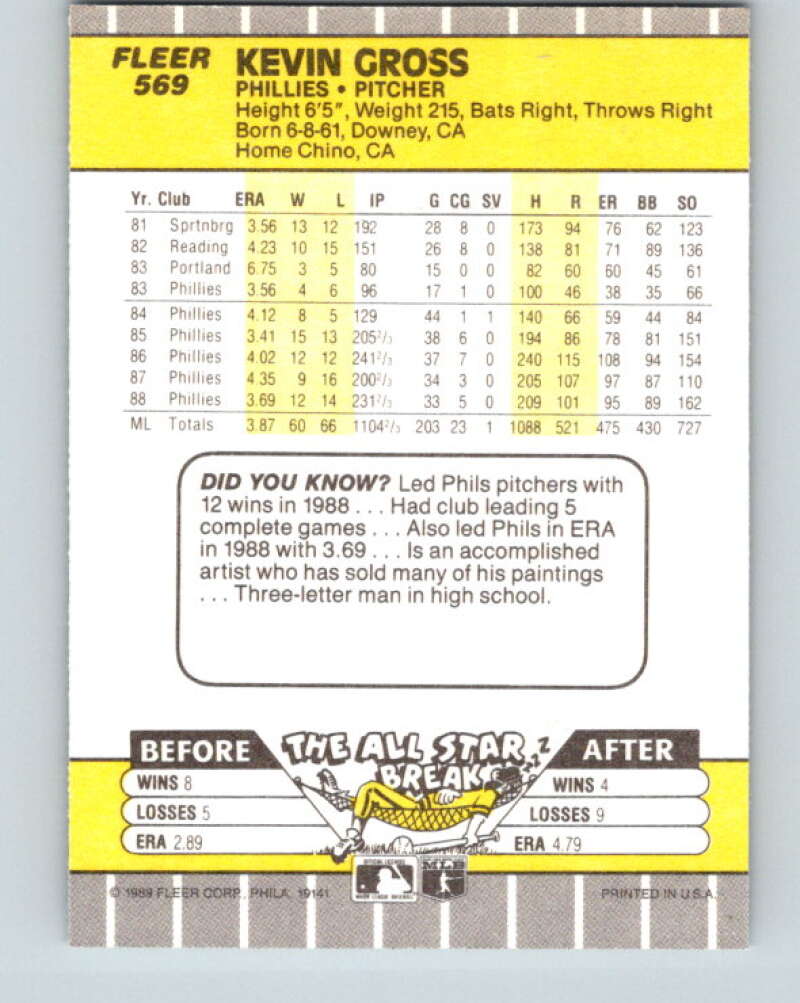 FLEER
569
KEVIN GROSS
PHILLIES • PITCHER
Height 6'5", Weight 215, Bats Right, Throws Right
Born 6-8-61, Downey, CA
Home Chino, CA
Yr. Club ERA W L IP G CG SV H R ER BB SO
81 Sprtnbrg 3.56 13 12 192 28 8 0 173 94 76 62 123
82 Reading 4.23 10 15 151 26 8 0 138 81 71 89 136
83 Portland 6.75 3 5 80 15 0 0 82 60 60 45 61
83 Phillies 3.56 4 6 96 17 1 0 100 46 38 35 66
84 Phillies 4.12 8 5 129 44 1 1 140 66 59 44 84
85 Phillies 3.41 15 13 205²/₃ 38 6 0 194 86 78 81 151
86 Phillies 4.02 12 12 241²/₃ 37 7 0 240 115 108 94 154
87 Phillies 4.35 9 16 200²/₃ 34 3 0 205 107 97 87 110
88 Phillies 3.69 12 14 231²/₃ 33 5 0 209 101 95 89 162
ML Totals 3.87 60 66 1104²/₃ 203 23 1 1088 521 475 430 727
DID YOU KNOW? Led Phils pitchers with
12 wins in 1988 . . . Had club leading 5
complete games . . . Also led Phils in ERA
in 1988 with 3.69 . . . Is an accomplished
artist who has sold many of his paintings
. . . Three-letter man in high school.
BEFORE THE ALL STAR BREAK ZZZZ AFTER
WINS 8 WINS 4
LOSSES 5 LOSSES 9
ERA 2.89 ERA 4.79
OFFICIAL LICENSEE
MAJOR LEAGUE BASEBALL
MLB
© 1989 FLEER CORP., PHILA. 19141 PRINTED IN U.S.A.